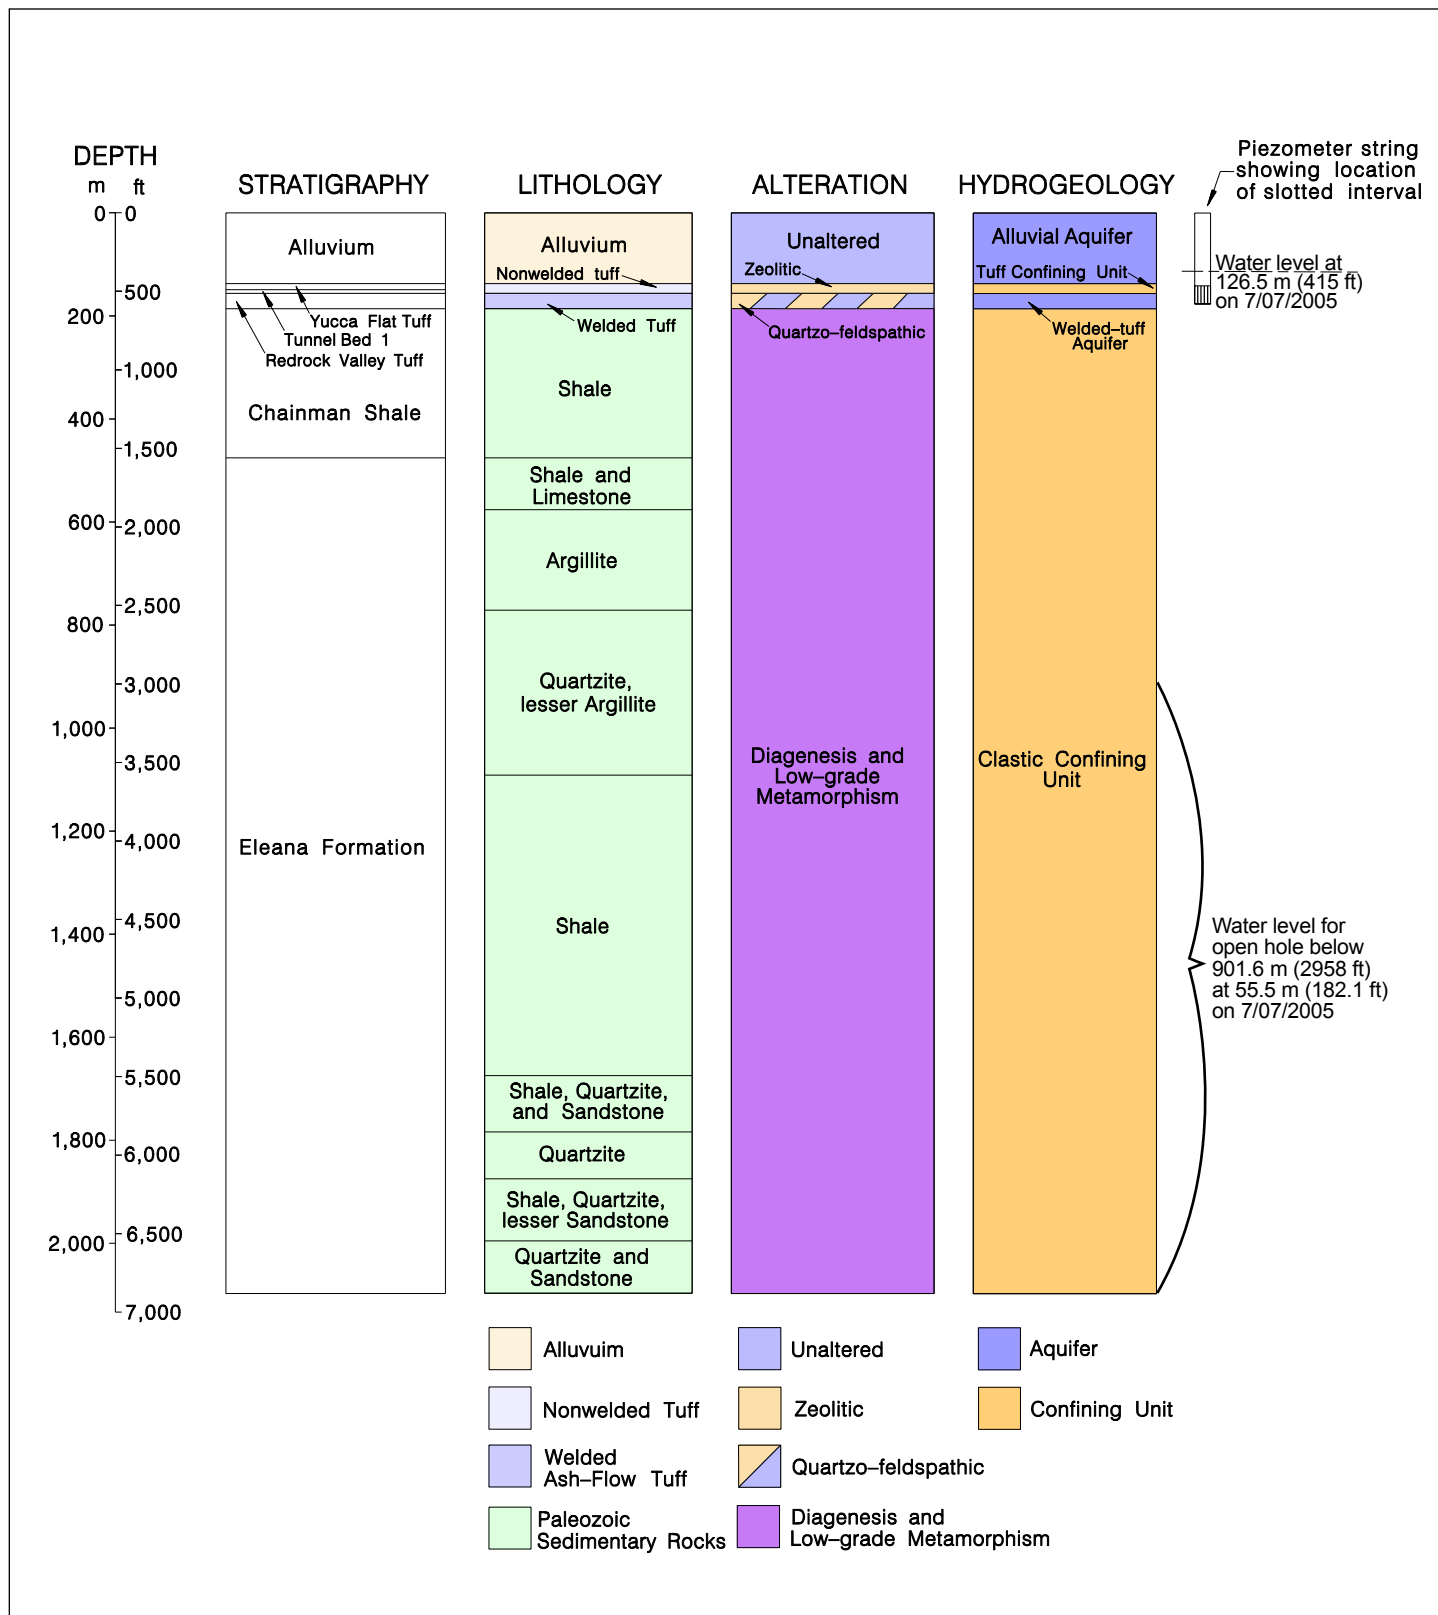 DEPTH
m ft
STRATIGRAPHY
LITHOLOGY
ALTERATION
HYDROGEOLOGY
Piezometer string
showing location
of slotted interval
0
200
400
600
800
1,000
1,200
1,400
1,600
1,800
2,000
0
500
1,000
1,500
2,000
2,500
3,000
3,500
4,000
4,500
5,000
5,500
6,000
6,500
7,000
Alluvium
Yucca Flat Tuff
Tunnel Bed 1
Redrock Valley Tuff
Chainman Shale
Eleana Formation
Alluvium
Nonwelded tuff
Welded Tuff
Shale
Shale and
Limestone
Argillite
Quartzite,
lesser Argillite
Shale
Shale, Quartzite,
and Sandstone
Quartzite
Shale, Quartzite,
lesser Sandstone
Quartzite and
Sandstone
Unaltered
Zeolitic
Quartzo–feldspathic
Diagenesis and
Low–grade
Metamorphism
Alluvial Aquifer
Tuff Confining Unit
Welded–tuff
Aquifer
Clastic Confining
Unit
Water level at
126.5 m (415 ft)
on 7/07/2005
Water level for
open hole below
901.6 m (2958 ft)
at 55.5 m (182.1 ft)
on 7/07/2005
Alluvuim
Nonwelded Tuff
Welded
Ash–Flow Tuff
Paleozoic
Sedimentary Rocks
Unaltered
Zeolitic
Quartzo–feldspathic
Diagenesis and
Low–grade Metamorphism
Aquifer
Confining Unit